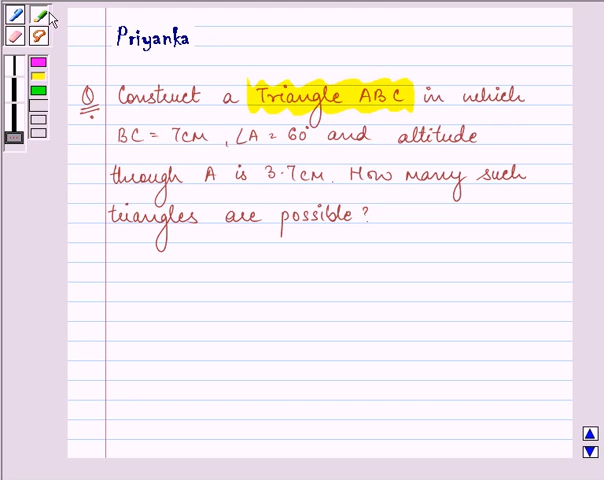 Priyanka
Q Construct a Triangle ABC in which
BC = 7cm, ∠A = 60° and altitude
through A is 3.7cm. How many such
triangles are possible?